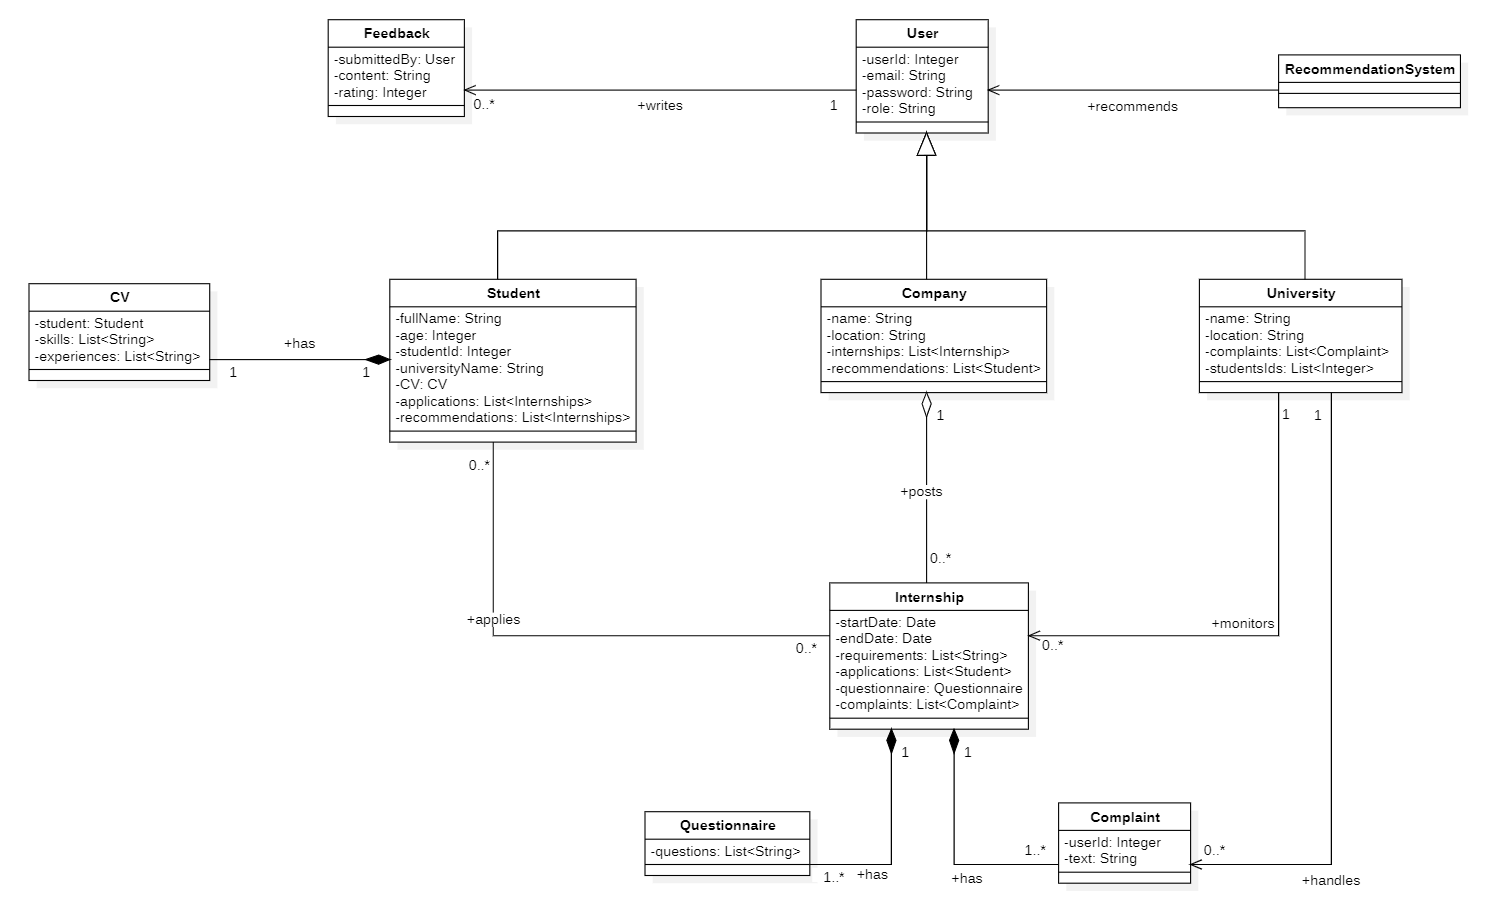 Feedback
-submittedBy: User
-content: String
-rating: Integer
0..*
+writes
1
User
-userId: Integer
-email: String
-password: String
-role: String
+recommends
RecommendationSystem
CV
-student: Student
-skills: List<String>
-experiences: List<String>
+has
1
1
Student
-fullName: String
-age: Integer
-studentId: Integer
-universityName: String
-CV: CV
-applications: List<Internships>
-recommendations: List<Internships>
Company
-name: String
-location: String
-internships: List<Internship>
-recommendations: List<Student>
University
-name: String
-location: String
-complaints: List<Complaint>
-studentsIds: List<Integer>
1
1
1
0..*
+posts
0..*
+applies
0..*
Internship
-startDate: Date
-endDate: Date
-requirements: List<String>
-applications: List<Student>
-questionnaire: Questionnaire
-complaints: List<Complaint>
+monitors
0..*
1
1
Questionnaire
-questions: List<String>
1..*
+has
1..*
+has
Complaint
-userId: Integer
-text: String
0..*
+handles